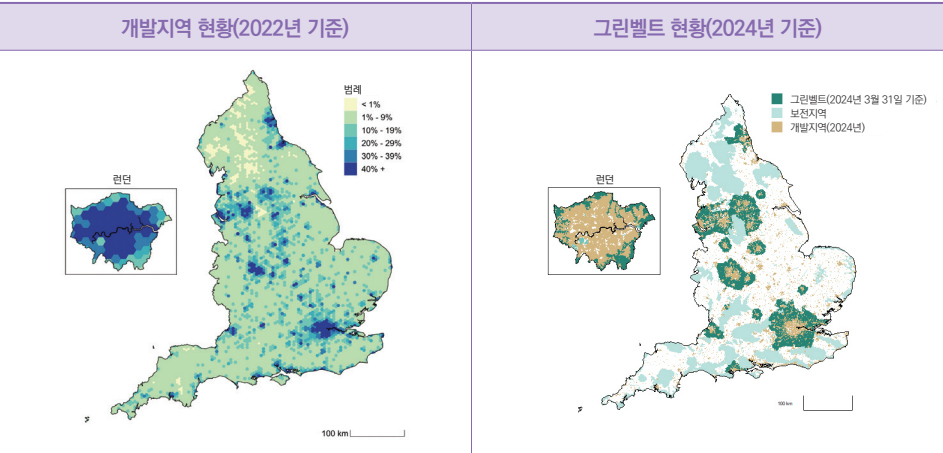 개발지역 현황(2022년 기준)
그린벨트 현황(2024년 기준)
범례
< 1%
1% - 9%
10% - 19%
20% - 29%
30% - 39%
40% +
런던
100 km
그린벨트(2024년 3월 31일 기준)
보전지역
개발지역(2024년)
런던
100 km